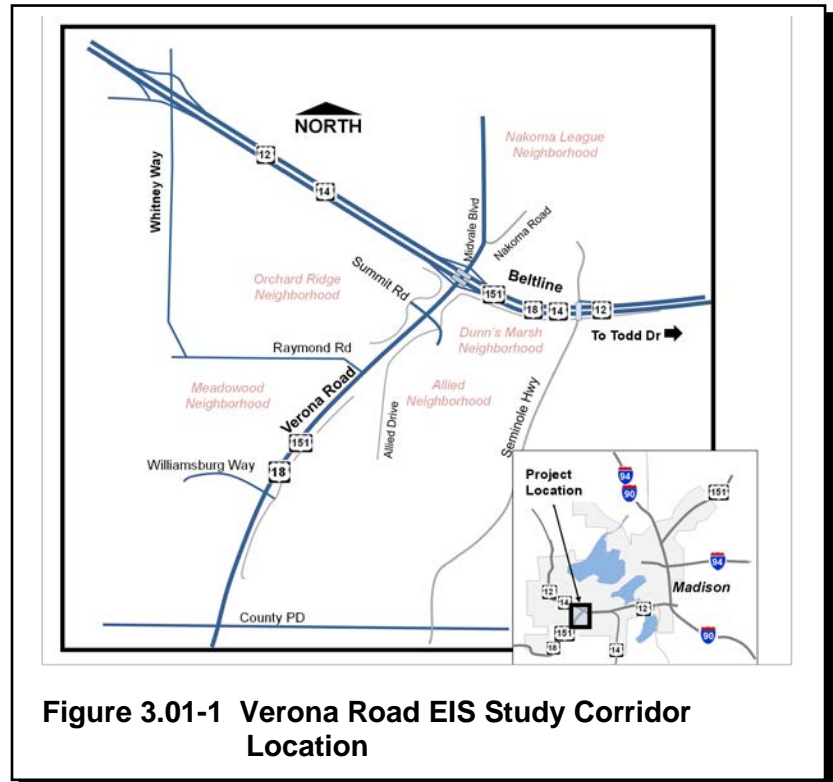 NORTH
Nakoma League
Neighborhood
12
14
Whitney Way
Midvale Blvd
Nakoma Road
Orchard Ridge
Neighborhood
Summit Rd
Beltline
151
18
14
12
To Todd Dr
Dunn's Marsh
Neighborhood
Raymond Rd
Meadowood
Neighborhood
Verona Road
Allied
Neighborhood
Allied Drive
Seminole Hwy
151
18
Williamsburg Way
County PD
Project
Location
94
90
151
94
Madison
12
14
12
151
18
14
90
Figure 3.01-1 Verona Road EIS Study Corridor
Location